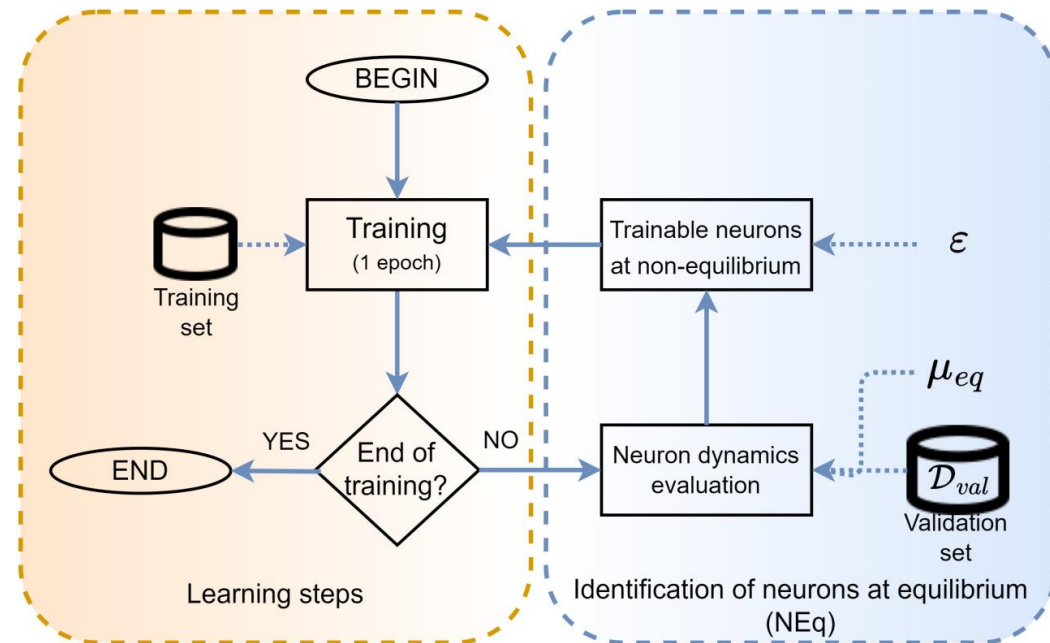 BEGIN
Training
(1 epoch)
Training
set
End of
training?
YES
NO
END
Learning steps
Trainable neurons
at non-equilibrium
ε
μ_eq
Neuron dynamics
evaluation
𝒟_val
Validation
set
Identification of neurons at equilibrium
(NEq)